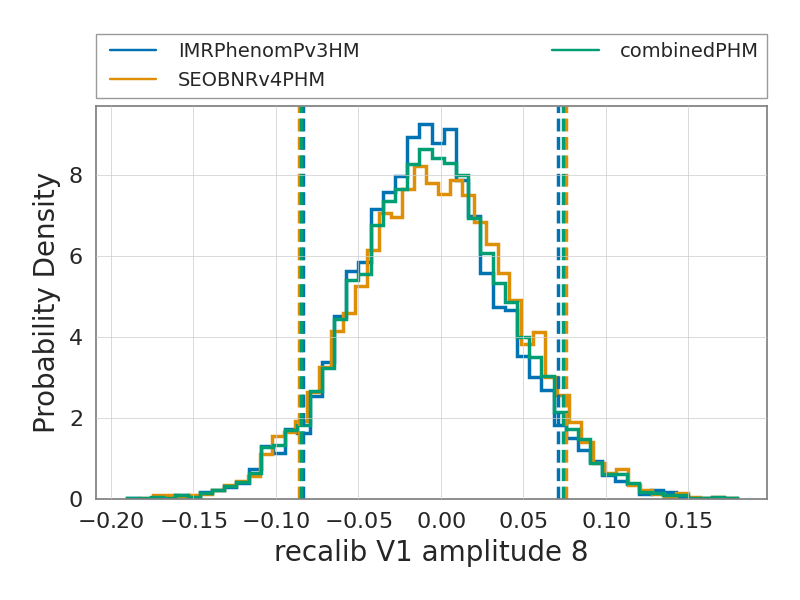 IMRPhenomPv3HM
SEOBNRv4PHM
combinedPHM
Probability Density
8
6
4
2
0
−0.20 −0.15 −0.10 −0.05 0.00 0.05 0.10 0.15
recalib V1 amplitude 8